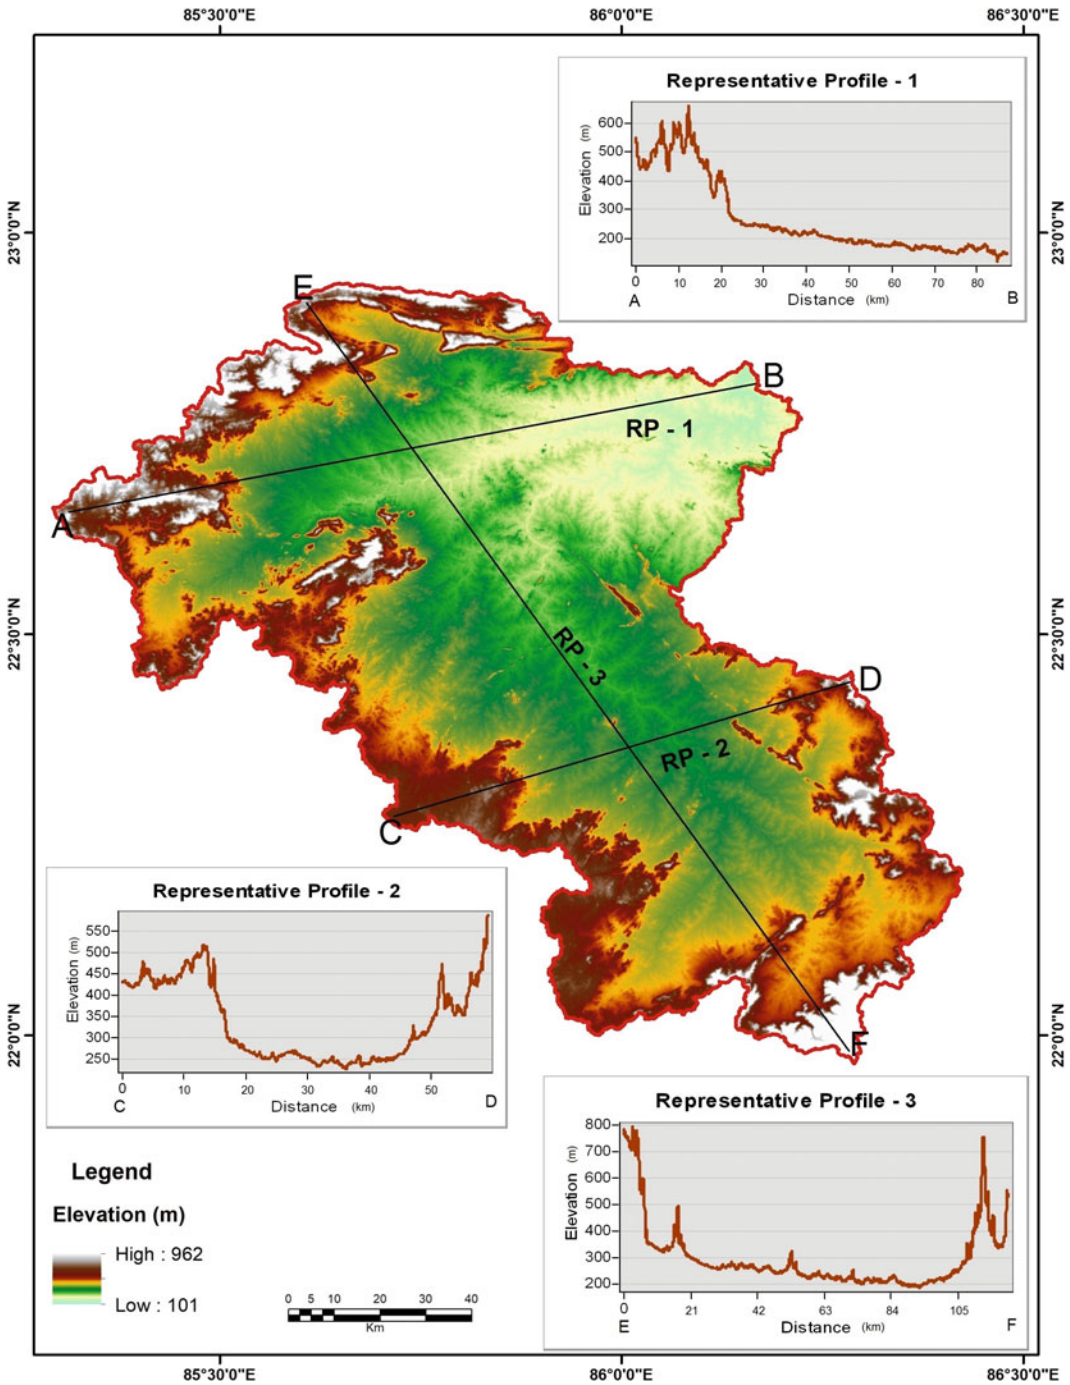 85°30'0"E 86°0'0"E 86°30'0"E
Representative Profile - 1
Elevation (m)
600
500
400
300
200
0 10 20 30 40 50 60 70 80
A Distance (km) B
23°0'0"N 23°0'0"N
E
B
RP - 1
A
22°30'0"N 22°30'0"N
RP - 3
D
RP - 2
C
Representative Profile - 2
Elevation (m)
550
500
450
400
350
300
250
0 10 20 30 40 50
C Distance (km) D
22°0'0"N 22°0'0"N
F
Representative Profile - 3
Elevation (m)
800
700
600
500
400
300
200
0 21 42 63 84 105
E Distance (km) F
Legend
Elevation (m)
High : 962
Low : 101
0 5 10 20 30 40
Km
85°30'0"E 86°0'0"E 86°30'0"E